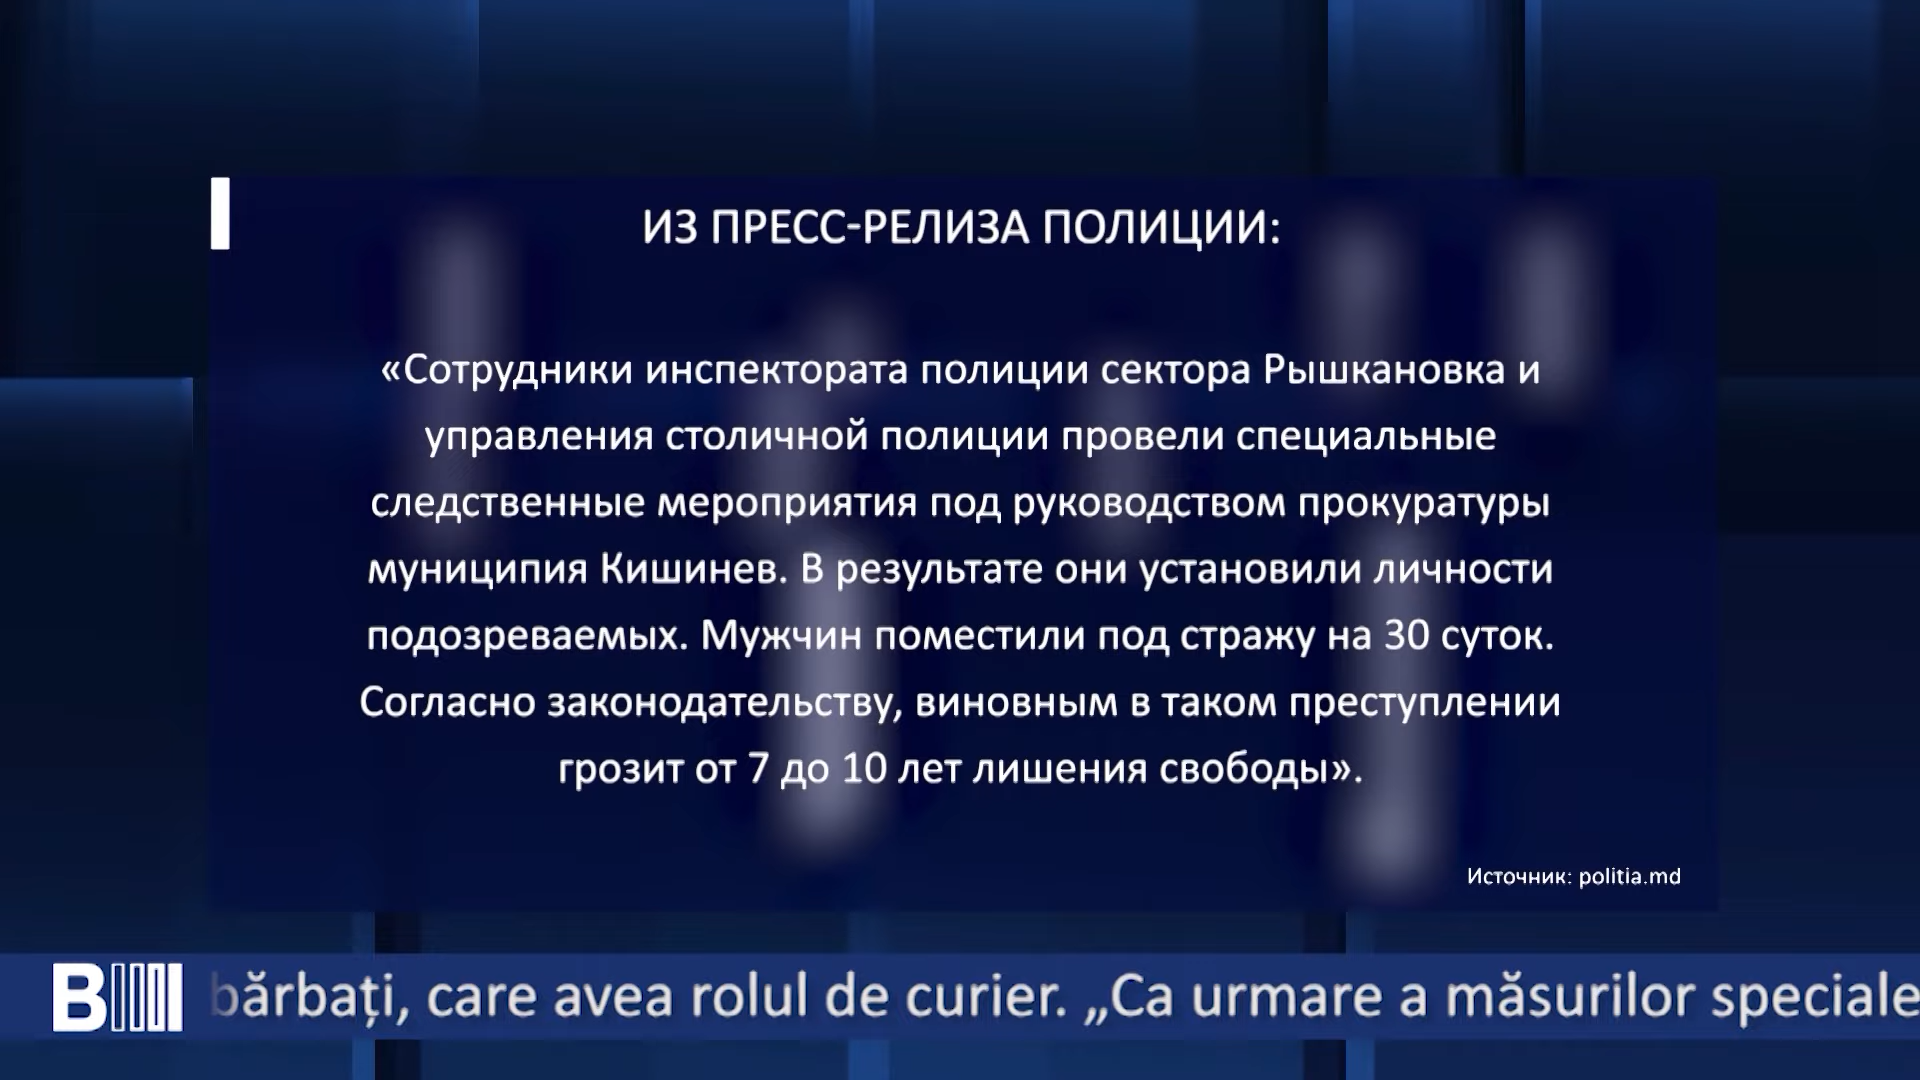 ИЗ ПРЕСС-РЕЛИЗА ПОЛИЦИИ:
«Сотрудники инспектората полиции сектора Рышкановка и
управления столичной полиции провели специальные
следственные мероприятия под руководством прокуратуры
муниципия Кишинев. В результате они установили личности
подозреваемых. Мужчин поместили под стражу на 30 суток.
Согласно законодательству, виновным в таком преступлении
грозит от 7 до 10 лет лишения свободы».
Источник: politia.md
B bărbați, care avea rolul de curier. „Ca urmare a măsurilor speciale